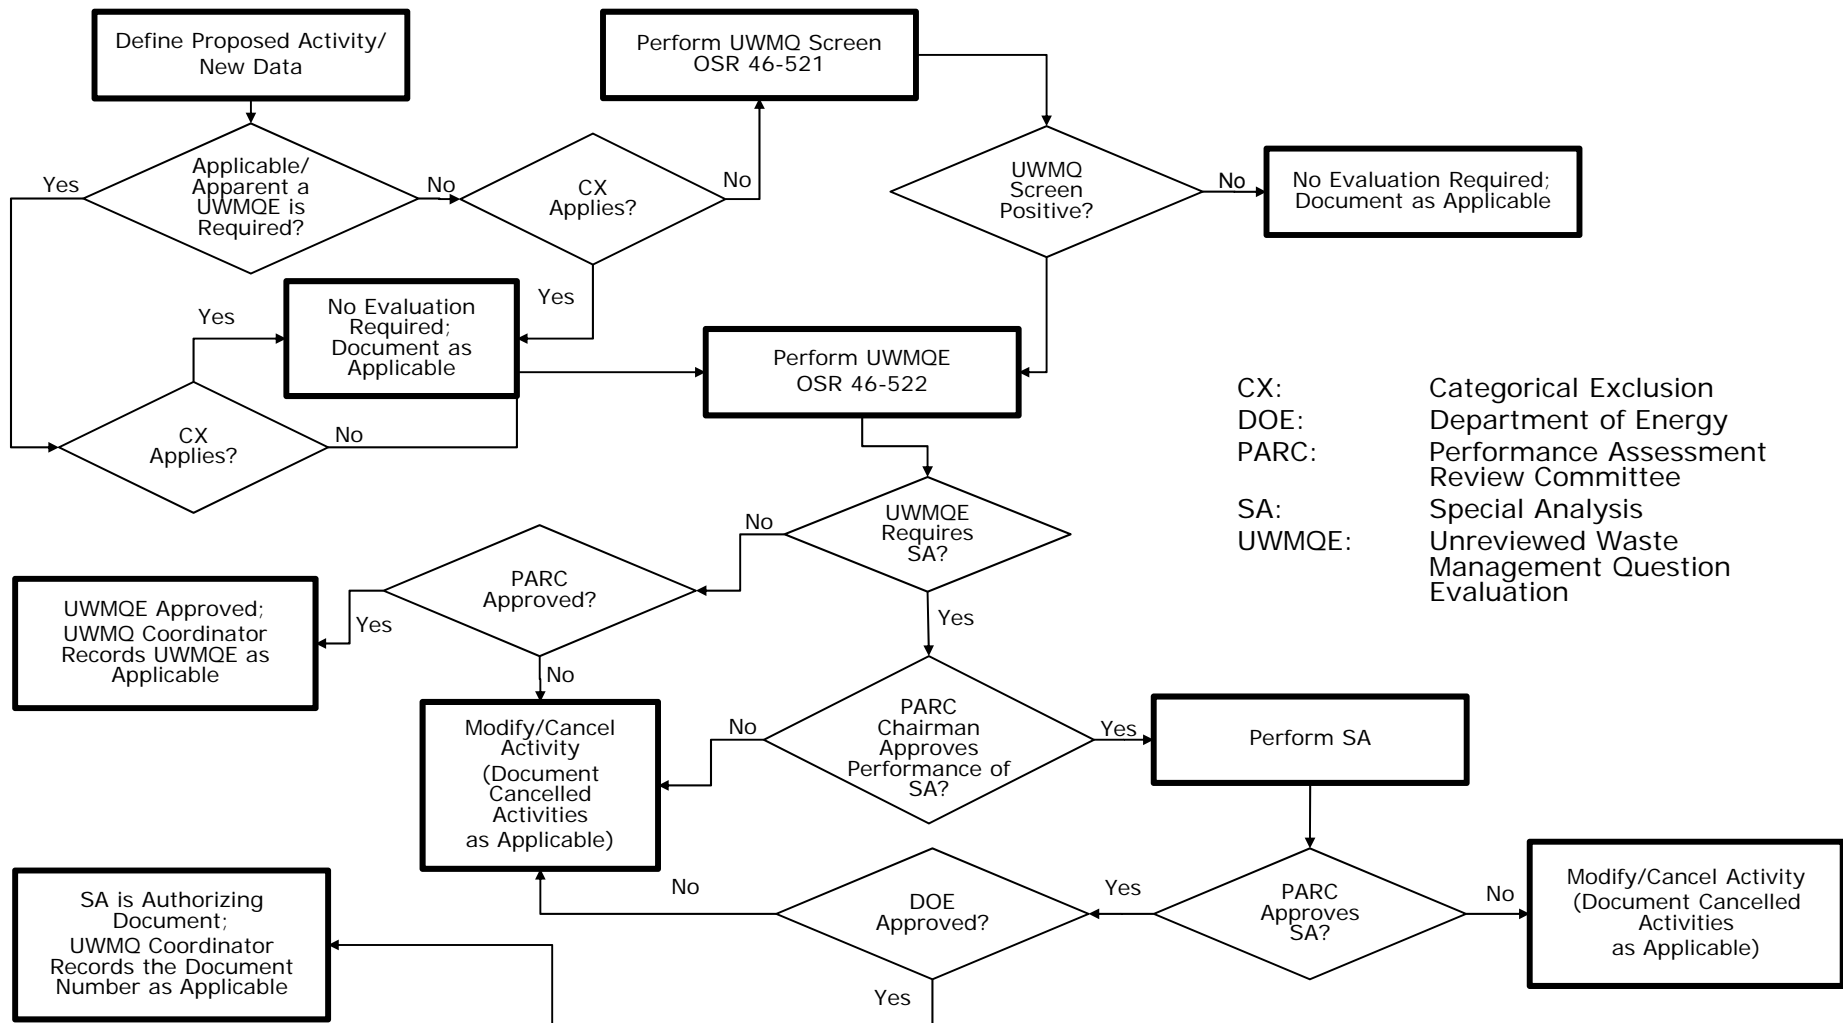 Define Proposed Activity/
New Data
Perform UWMQ Screen
OSR 46-521
Applicable/
Apparent a
UWMQE is
Required?
Yes
No
CX
Applies?
No
Yes
UWMQ
Screen
Positive?
No
No Evaluation Required;
Document as Applicable
Yes
No Evaluation
Required;
Document as
Applicable
CX
Applies?
No
Perform UWMQE
OSR 46-522
CX: Categorical Exclusion
DOE: Department of Energy
PARC: Performance Assessment
Review Committee
SA: Special Analysis
UWMQE: Unreviewed Waste
Management Question
Evaluation
UWMQE
Requires
SA?
No
Yes
PARC
Approved?
Yes
No
UWMQE Approved;
UWMQ Coordinator
Records UWMQE as
Applicable
PARC
Chairman
Approves
Performance of
SA?
No
Yes
Modify/Cancel
Activity
(Document
Cancelled
Activities
as Applicable)
Perform SA
PARC
Approves
SA?
Yes
No
Modify/Cancel Activity
(Document Cancelled
Activities
as Applicable)
DOE
Approved?
No
Yes
SA is Authorizing
Document;
UWMQ Coordinator
Records the Document
Number as Applicable